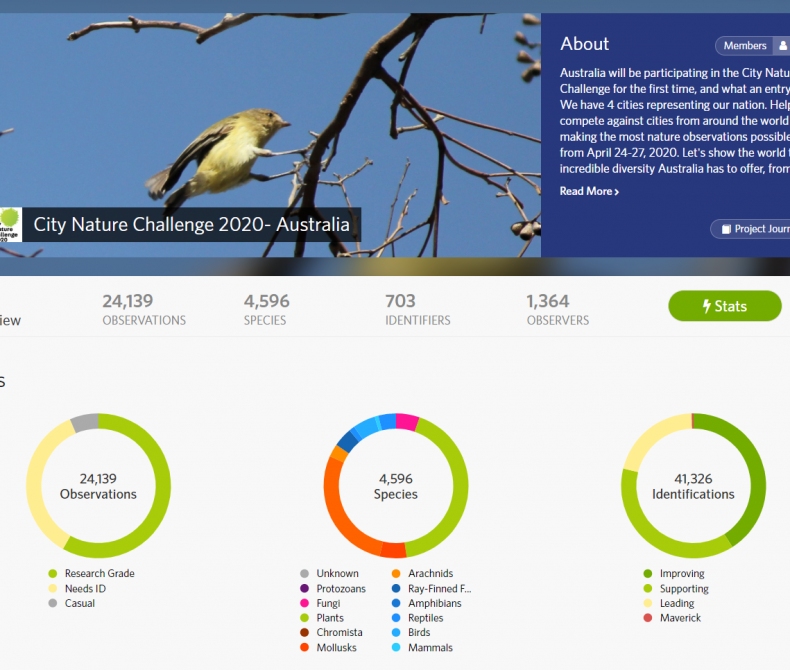 City Nature Challenge 2020- Australia
About
Members
Australia will be participating in the City Natu
Challenge for the first time, and what an entry
We have 4 cities representing our nation. Help
compete against cities from around the world
making the most nature observations possible
from April 24-27, 2020. Let's show the world
incredible diversity Australia has to offer, from
Read More >
Project Journ
iew
24,139
OBSERVATIONS
4,596
SPECIES
703
IDENTIFIERS
1,364
OBSERVERS
Stats
s
24,139
Observations
Research Grade
Needs ID
Casual
4,596
Species
Unknown
Protozoans
Fungi
Plants
Chromista
Mollusks
Arachnids
Ray-Finned F...
Amphibians
Reptiles
Birds
Mammals
41,326
Identifications
Improving
Supporting
Leading
Maverick